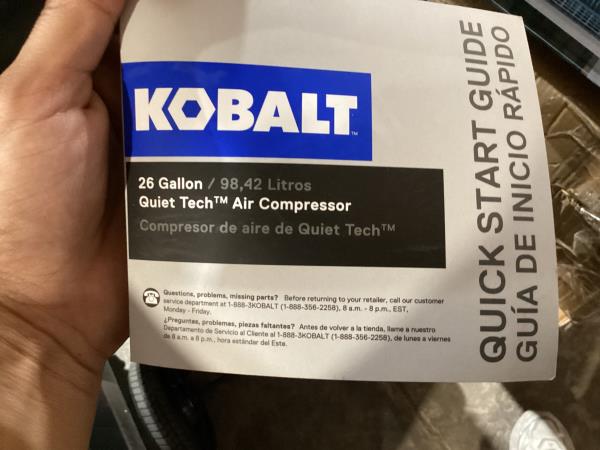 KOBALT™
26 Gallon / 98,42 Litros
Quiet Tech™ Air Compressor
Compresor de aire de Quiet Tech™
Questions, problems, missing parts? Before returning to your retailer, call our customer
service department at 1-888-3KOBALT (1-888-356-2258), 8 a.m. - 8 p.m., EST,
Monday - Friday.
¿Preguntas, problemas, piezas faltantes? Antes de volver a la tienda, llame a nuestro
Departamento de Servicio al Cliente al 1-888-3KOBALT (1-888-356-2258), de lunes a viernes
de 8 a.m. a 8 p.m., hora estándar del Este.
QUICK START GUIDE
GUÍA DE INICIO RÁPIDO